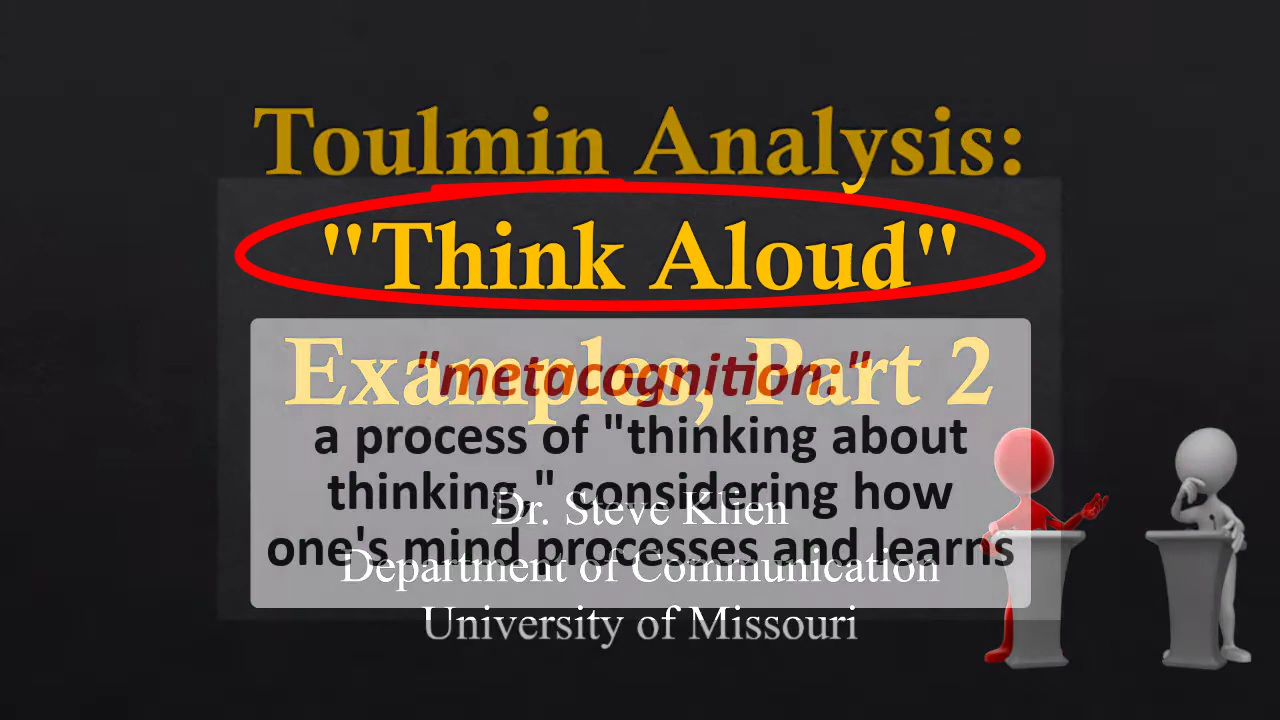 Toulmin Analysis:
"Think Aloud"
Examples, Part 2
"metacognition:"
a process of "thinking about
thinking," considering how
one's mind processes and learns
Dr. Steve Klien
Department of Communication
University of Missouri